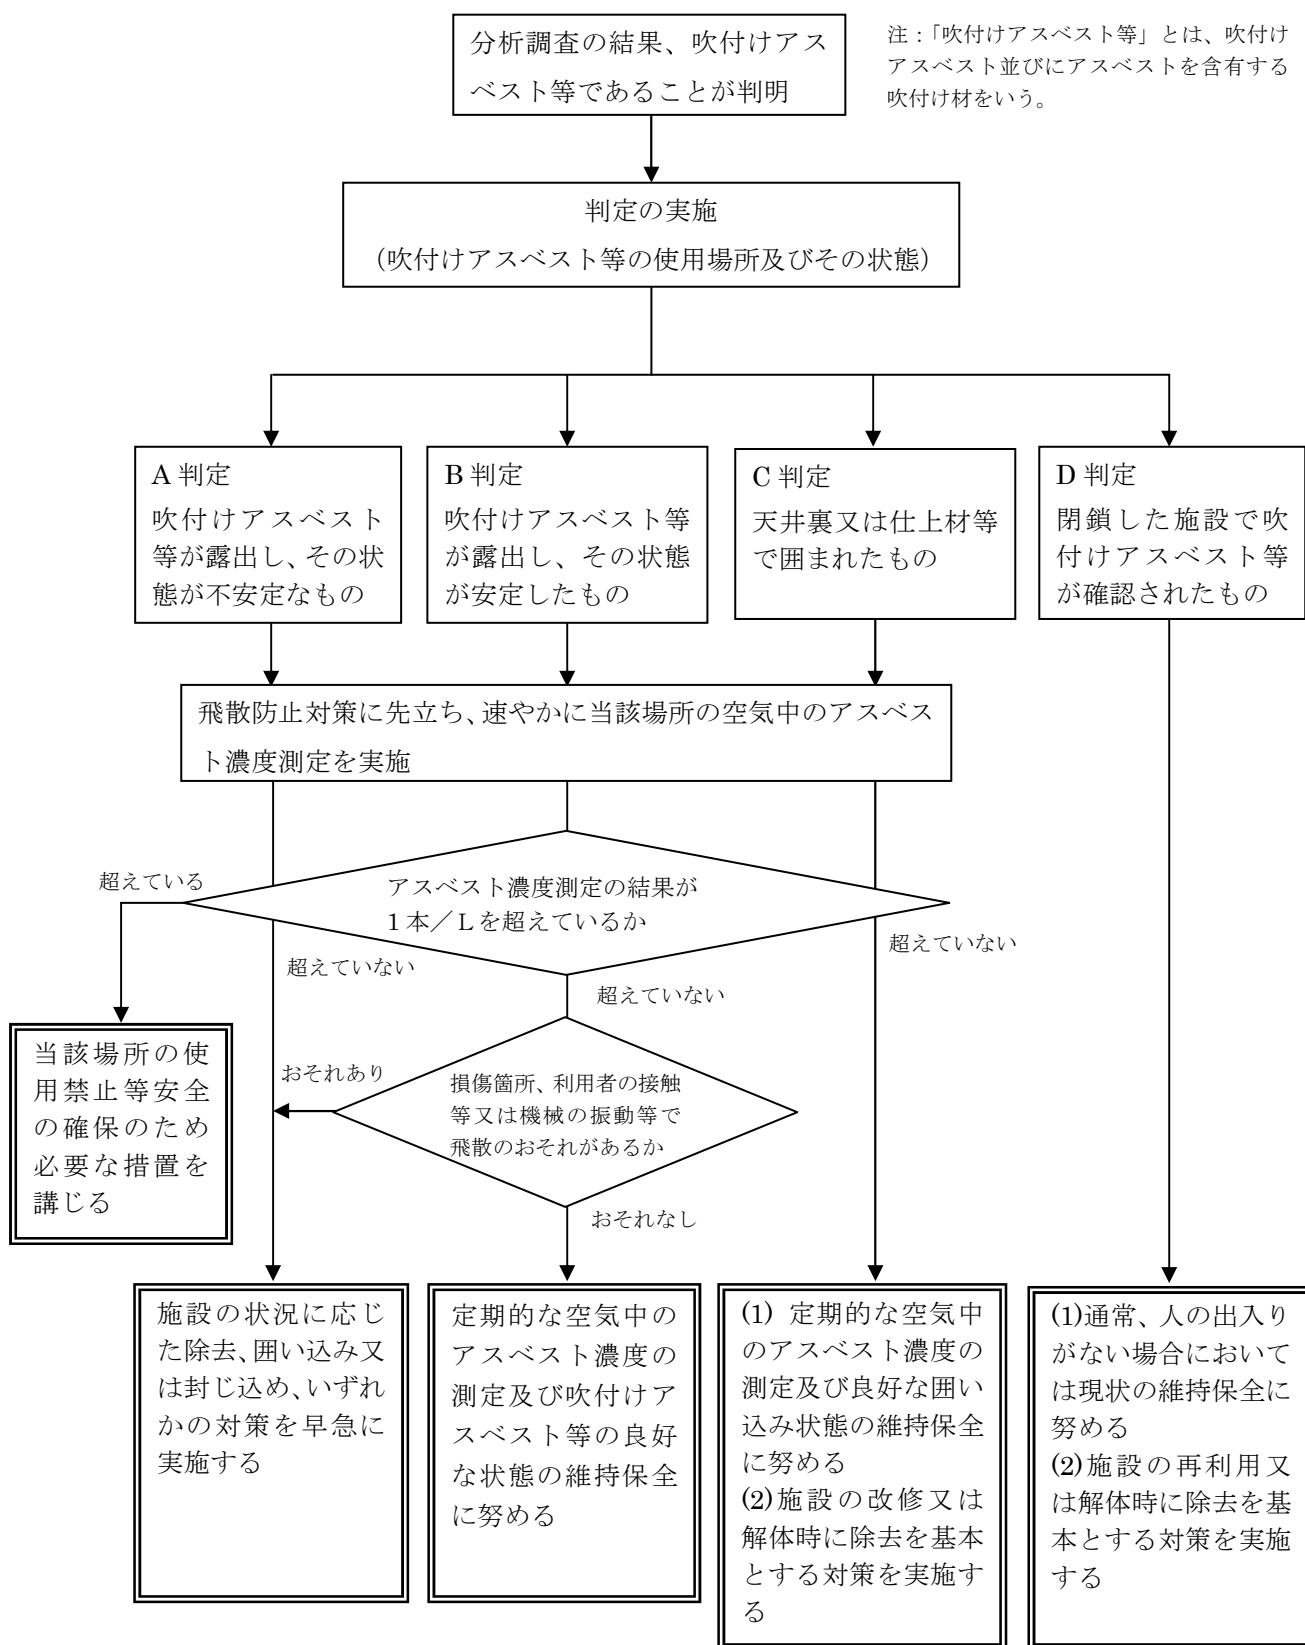 分析調査の結果、吹付けアス
ベスト等であることが判明
注：「吹付けアスベスト等」とは、吹付け
アスベスト並びにアスベストを含有する
吹付け材をいう。
判定の実施
（吹付けアスベスト等の使用場所及びその状態）
A 判定
吹付けアスベスト
等が露出し、その状
態が不安定なもの
B 判定
吹付けアスベスト等
が露出し、その状態
が安定したもの
C 判定
天井裏又は仕上材等
で囲まれたもの
D 判定
閉鎖した施設で吹
付けアスベスト等
が確認されたもの
飛散防止対策に先立ち、速やかに当該場所の空気中のアスベス
ト濃度測定を実施
超えている
アスベスト濃度測定の結果が
1 本／Ｌを超えているか
超えていない
超えていない
超えていない
当該場所の使
用禁止等安全
の確保のため
必要な措置を
講じる
おそれあり
損傷箇所、利用者の接触
等又は機械の振動等で
飛散のおそれがあるか
おそれなし
施設の状況に応じ
た除去、囲い込み又
は封じ込め、いずれ
かの対策を早急に
実施する
定期的な空気中の
アスベスト濃度の
測定及び吹付けア
スベスト等の良好
な状態の維持保全
に努める
(1) 定期的な空気中
のアスベスト濃度の
測定及び良好な囲い
込み状態の維持保全
に努める
(2)施設の改修又は
解体時に除去を基本
とする対策を実施す
る
(1)通常、人の出入り
がない場合において
は現状の維持保全に
努める
(2)施設の再利用又
は解体時に除去を基
本とする対策を実施
する